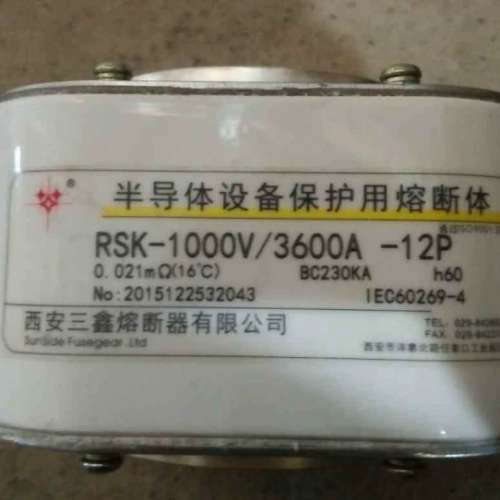 ®
半导体设备保护用熔断体
RSK-1000V/3600A -12P
0.021mΩ(16℃) BC230KA h60
No: 2015122532043 IEC60269-4
西安三鑫熔断器有限公司
SunSide Fusegear.Ltd
TEL:
FAX: